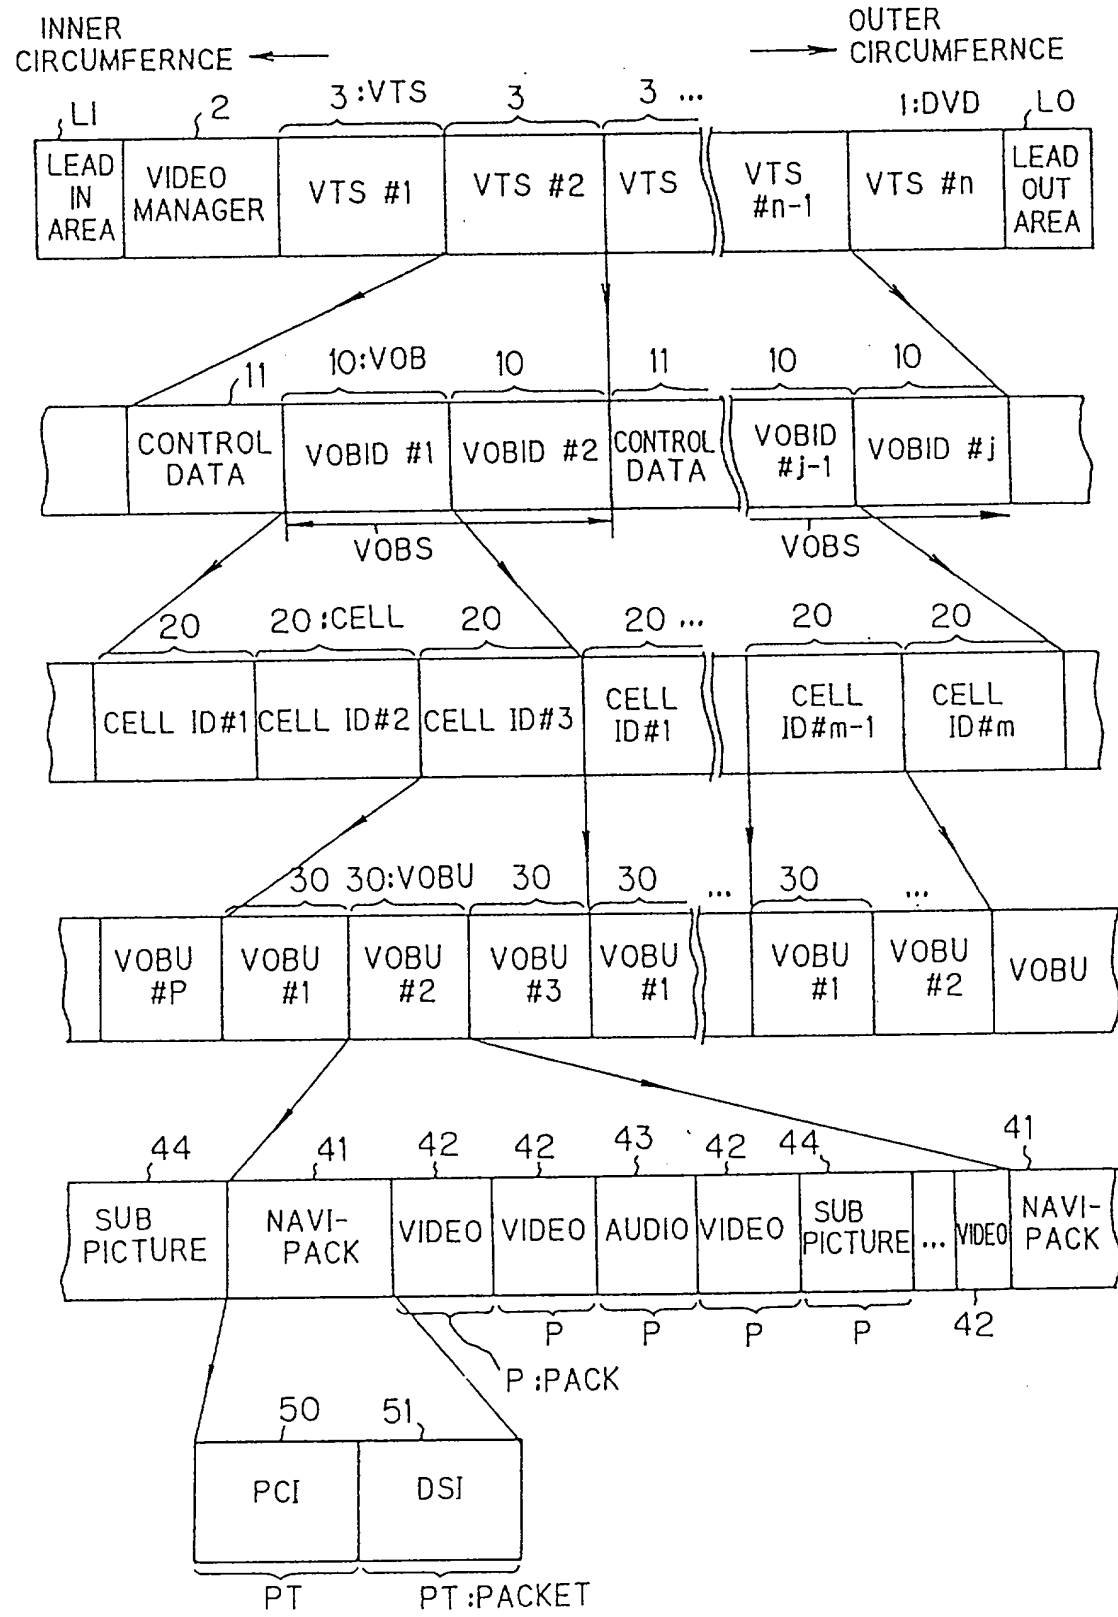 INNER
CIRCUMFERNCE
OUTER
CIRCUMFERNCE
LI
2
3:VTS
3
3 ...
1:DVD
LO
LEAD
IN
AREA
VIDEO
MANAGER
VTS #1
VTS #2
VTS
VTS
#n-1
VTS #n
LEAD
OUT
AREA
11
10:VOB
10
11
10
10
CONTROL
DATA
VOBID #1
VOBID #2
CONTROL
DATA
VOBID
#j-1
VOBID #j
VOBS
VOBS
20
20:CELL
20
20 ...
20
20
CELL ID#1
CELL ID#2
CELL ID#3
CELL
ID#1
CELL
ID#m-1
CELL
ID#m
30
30:VOBU
30
30
...
30
...
VOBU
#P
VOBU
#1
VOBU
#2
VOBU
#3
VOBU
#1
VOBU
#1
VOBU
#2
VOBU
44
41
42
42
43
42
44
41
SUB
PICTURE
NAVI-
PACK
VIDEO
VIDEO
AUDIO
VIDEO
SUB
PICTURE
...
VIDEO
NAVI-
PACK
P
P
P
P
42
P:PACK
50
51
PCI
DSI
PT
PT:PACKET